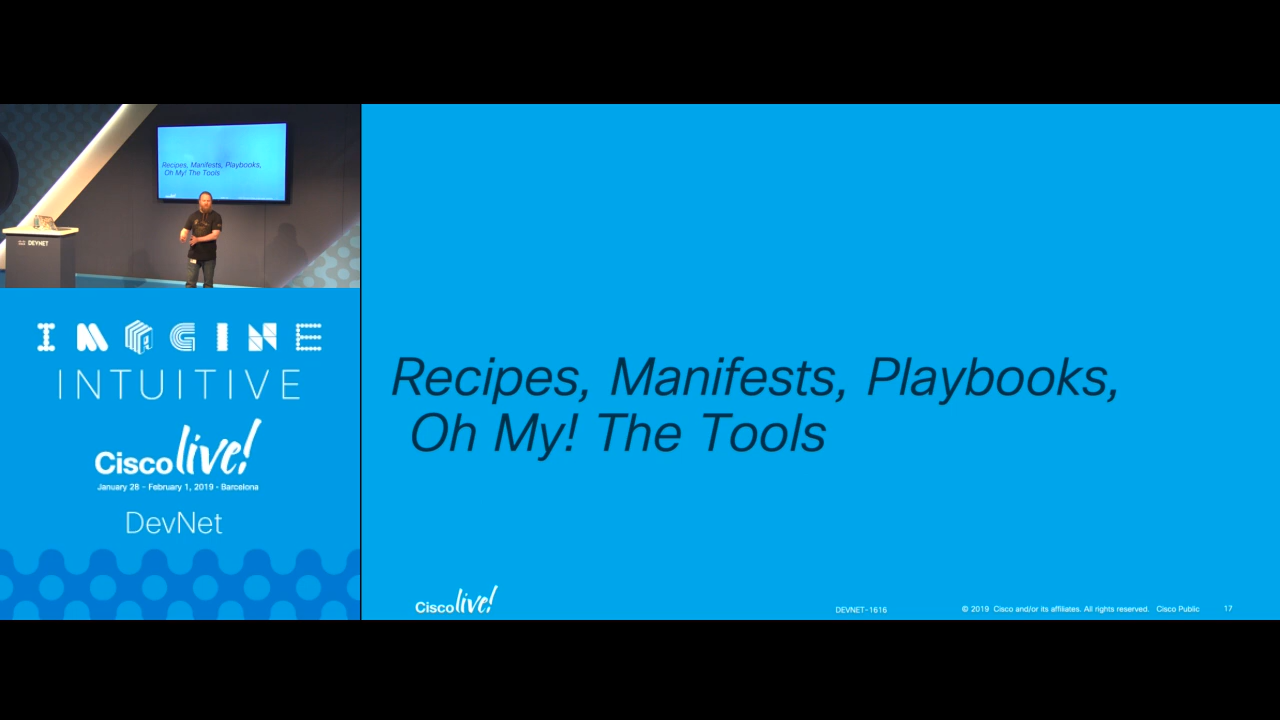 Recipes, Manifests, Playbooks,
Oh My! The Tools
DEVNET
IMAGINE
INTUITIVE
Cisco live!
January 28 - February 1, 2019 • Barcelona
DevNet
Recipes, Manifests, Playbooks,
Oh My! The Tools
Cisco live!
DEVNET-1616
© 2019 Cisco and/or its affiliates. All rights reserved. Cisco Public
17